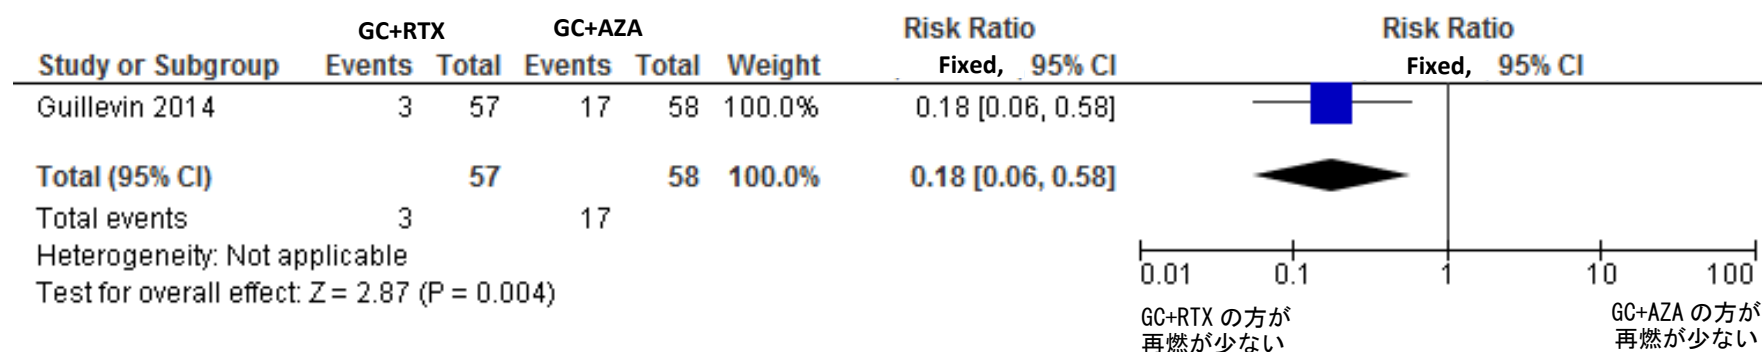 GC+RTX GC+AZA Risk Ratio Risk Ratio
Study or Subgroup Events Total Events Total Weight Fixed, 95% CI Fixed, 95% CI
Guillevin 2014 3 57 17 58 100.0% 0.18 [0.06, 0.58]
Total (95% CI) 57 58 100.0% 0.18 [0.06, 0.58]
Total events 3 17
Heterogeneity: Not applicable
Test for overall effect: Z = 2.87 (P = 0.004)
0.01 0.1 1 10 100
GC+RTX の方が 再燃が少ない
GC+AZA の方が 再燃が少ない